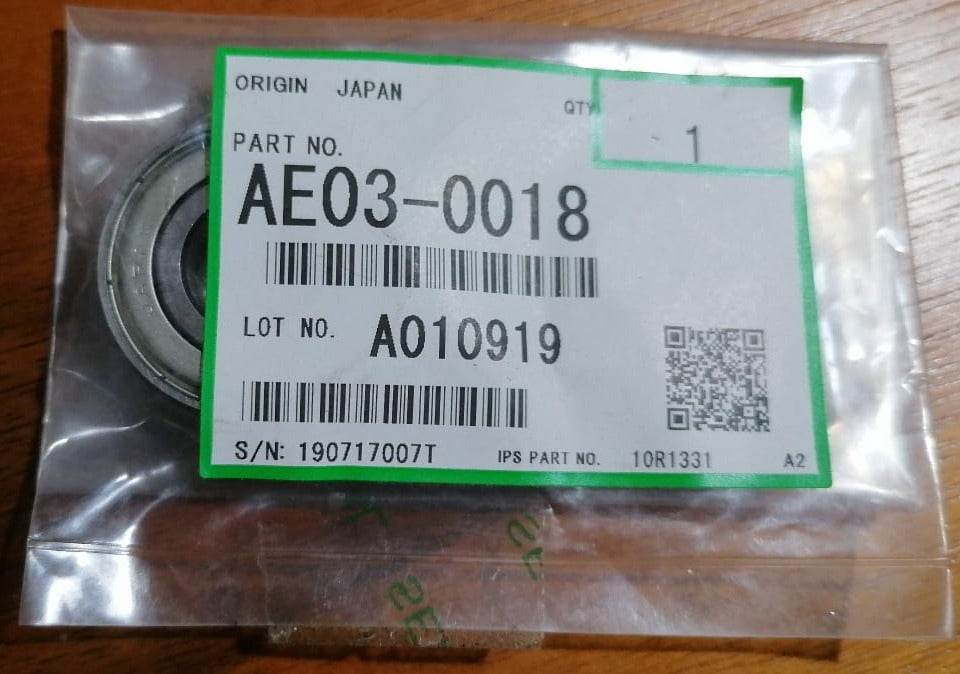 ORIGIN JAPAN
QTY 1
PART NO.
AE03-0018
LOT NO. A010919
S/N: 190717007T IPS PART NO. 10R1331 A2